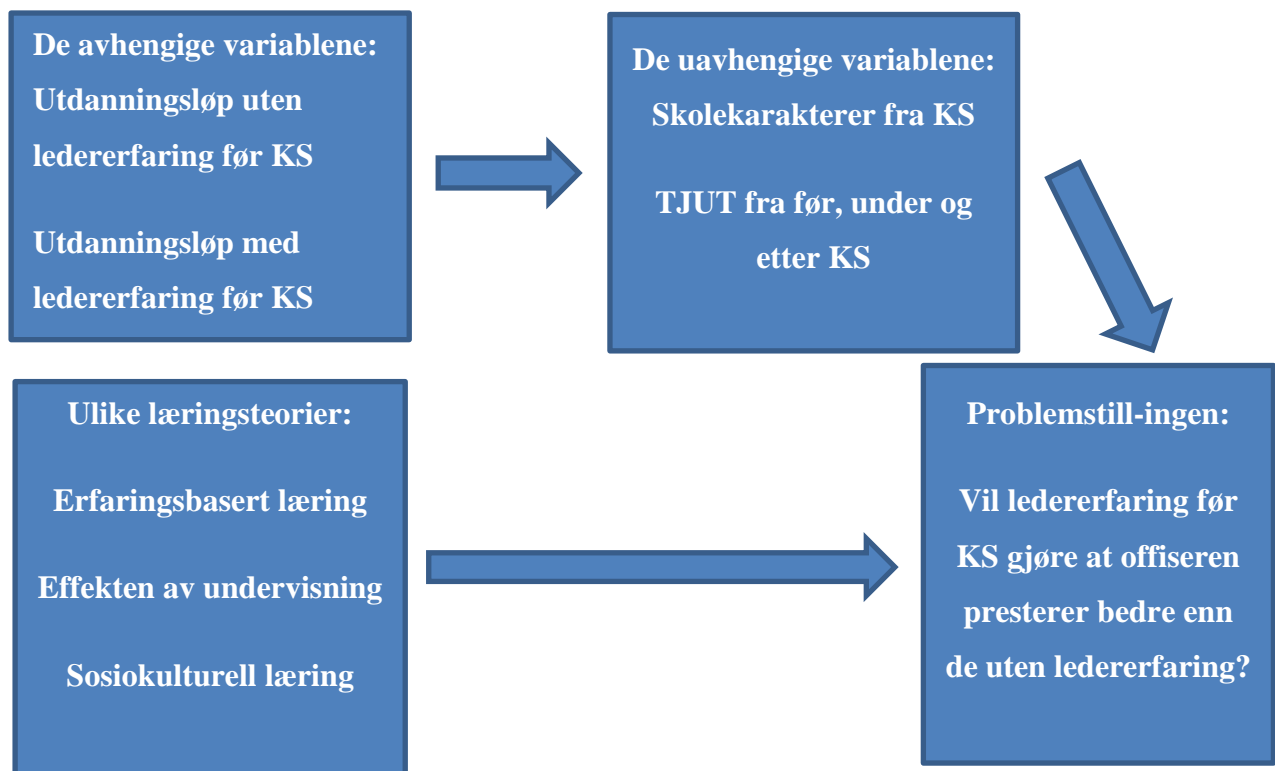 De avhengige variablene:
Utdanningsløp uten
ledererfaring før KS
Utdanningsløp med
ledererfaring før KS
De uavhengige variablene:
Skolekarakterer fra KS
TJUT fra før, under og
etter KS
Ulike læringsteorier:
Erfaringsbasert læring
Effekten av undervisning
Sosiokulturell læring
Problemstill-ingen:
Vil ledererfaring før
KS gjøre at offiseren
presterer bedre enn
de uten ledererfaring?